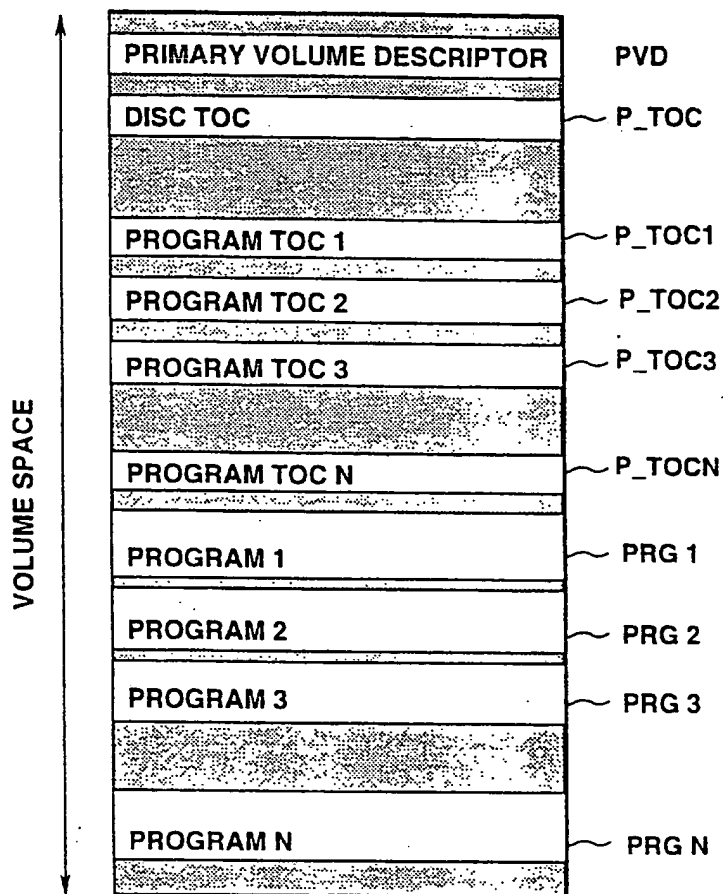 PRIMARY VOLUME DESCRIPTOR PVD
DISC TOC P_TOC
PROGRAM TOC 1 P_TOC1
PROGRAM TOC 2 P_TOC2
PROGRAM TOC 3 P_TOC3
PROGRAM TOC N P_TOCN
PROGRAM 1 PRG 1
PROGRAM 2 PRG 2
PROGRAM 3 PRG 3
PROGRAM N PRG N
VOLUME SPACE